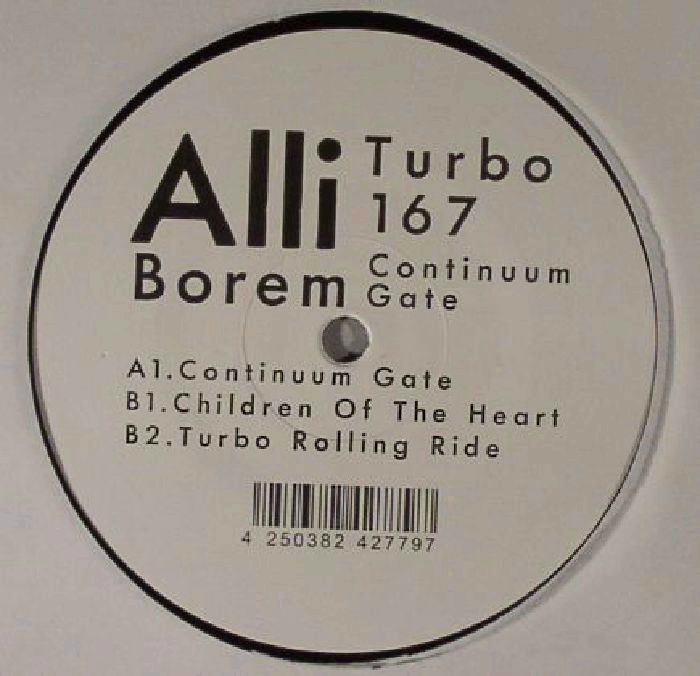 Alli
Borem
Turbo
167
Continuum
Gate
A1.Continuum Gate
B1.Children Of The Heart
B2.Turbo Rolling Ride
4 250382 427797